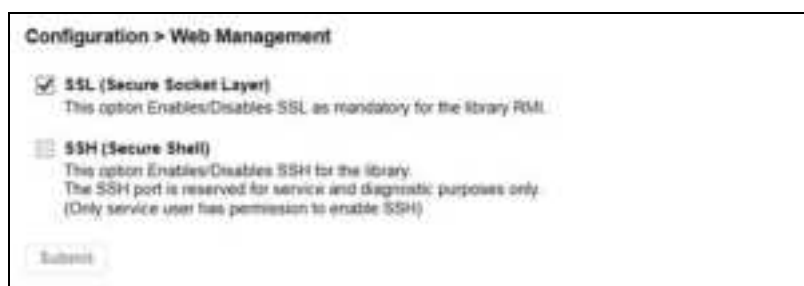 Configuration > Web Management
SSL (Secure Socket Layer)
This option Enables/Disables SSL as mandatory for the library RMI.
SSH (Secure Shell)
This option Enables/Disables SSH for the library.
The SSH port is reserved for service and diagnostic purposes only.
(Only service user has permission to enable SSH)
Submit